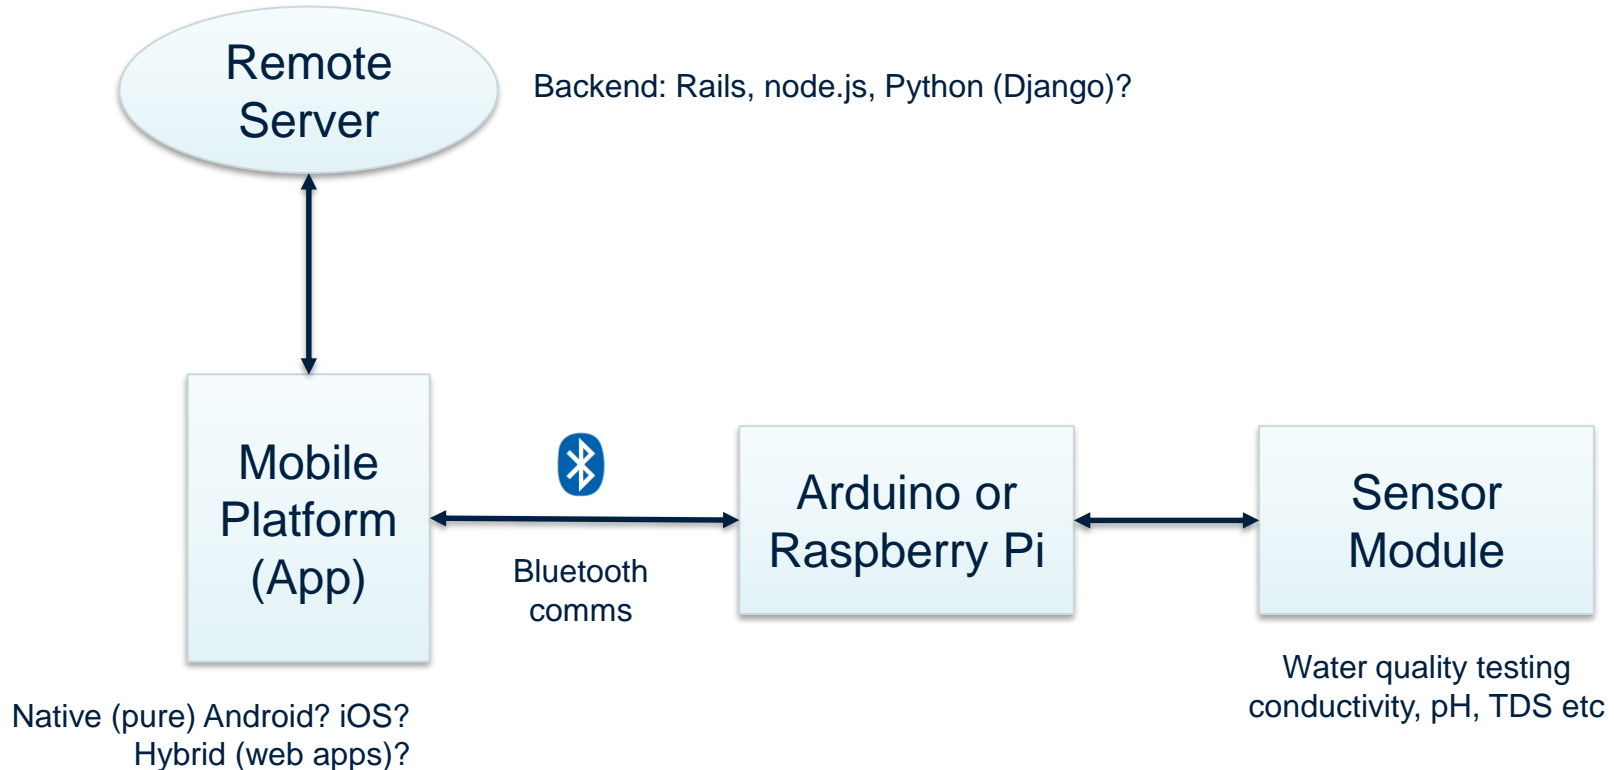 Remote
Server
Backend: Rails, node.js, Python (Django)?
Mobile
Platform
(App)
Bluetooth
comms
Arduino or
Raspberry Pi
Sensor
Module
Native (pure) Android? iOS?
Hybrid (web apps)?
Water quality testing
conductivity, pH, TDS etc